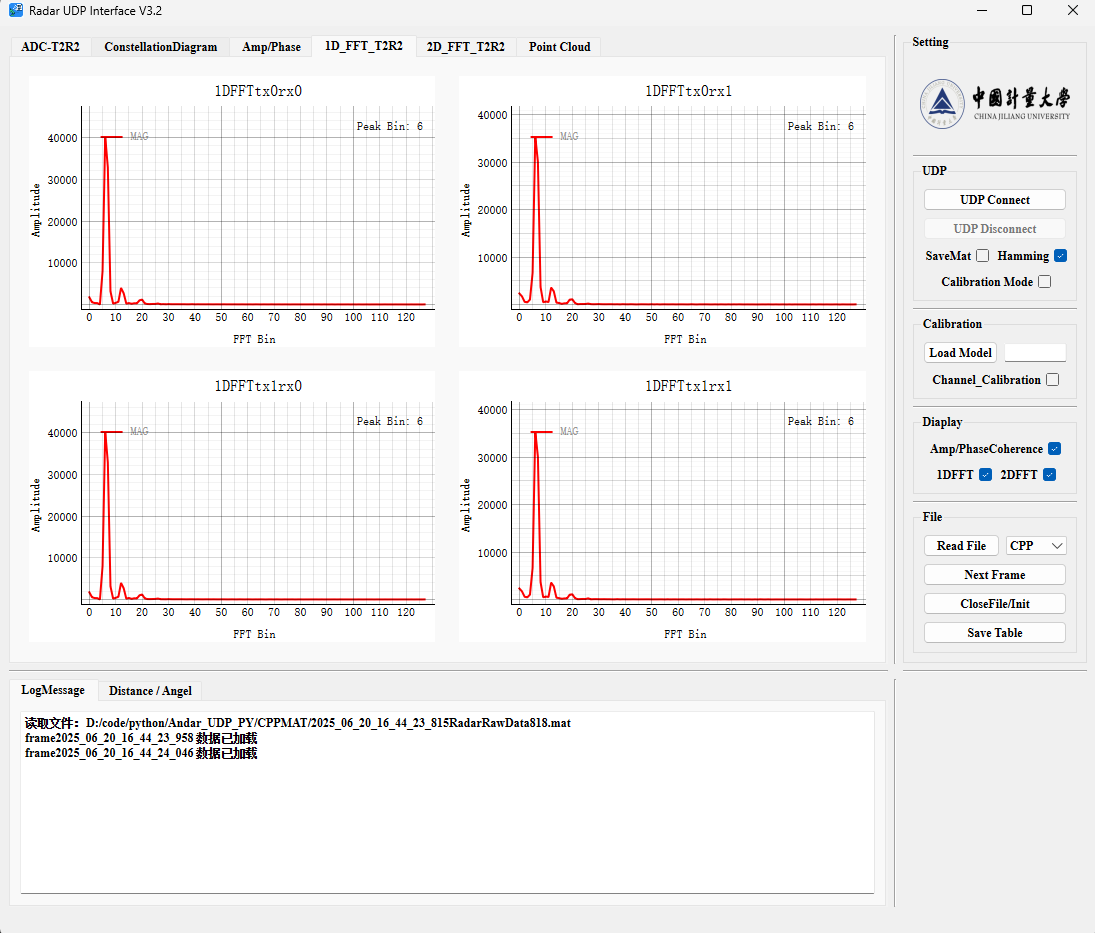 Radar UDP Interface V3.2
ADC-T2R2 ConstellationDiagram Amp/Phase 1D_FFT_T2R2 2D_FFT_T2R2 Point Cloud
1DFFTtx0rx0
Peak Bin: 6
MAG
40000
30000
20000
10000
Amplitude
0 10 20 30 40 50 60 70 80 90 100 110 120
FFT Bin
1DFFTtx0rx1
Peak Bin: 6
MAG
40000
30000
20000
10000
Amplitude
0 10 20 30 40 50 60 70 80 90 100 110 120
FFT Bin
1DFFTtx1rx0
Peak Bin: 6
MAG
40000
30000
20000
10000
Amplitude
0 10 20 30 40 50 60 70 80 90 100 110 120
FFT Bin
1DFFTtx1rx1
Peak Bin: 6
MAG
40000
30000
20000
10000
Amplitude
0 10 20 30 40 50 60 70 80 90 100 110 120
FFT Bin
Setting
中國計量大學
CHINA JILIANG UNIVERSITY
UDP
UDP Connect
UDP Disconnect
SaveMat Hamming
Calibration Mode
Calibration
Load Model
Channel_Calibration
Diaplay
Amp/PhaseCoherence
1DFFT 2DFFT
File
Read File CPP
Next Frame
CloseFile/Init
Save Table
LogMessage Distance / Angel
读取文件：D:/code/python/Andar_UDP_PY/CPPMAT/2025_06_20_16_44_23_815RadarRawData818.mat
frame2025_06_20_16_44_23_958 数据已加载
frame2025_06_20_16_44_24_046 数据已加载